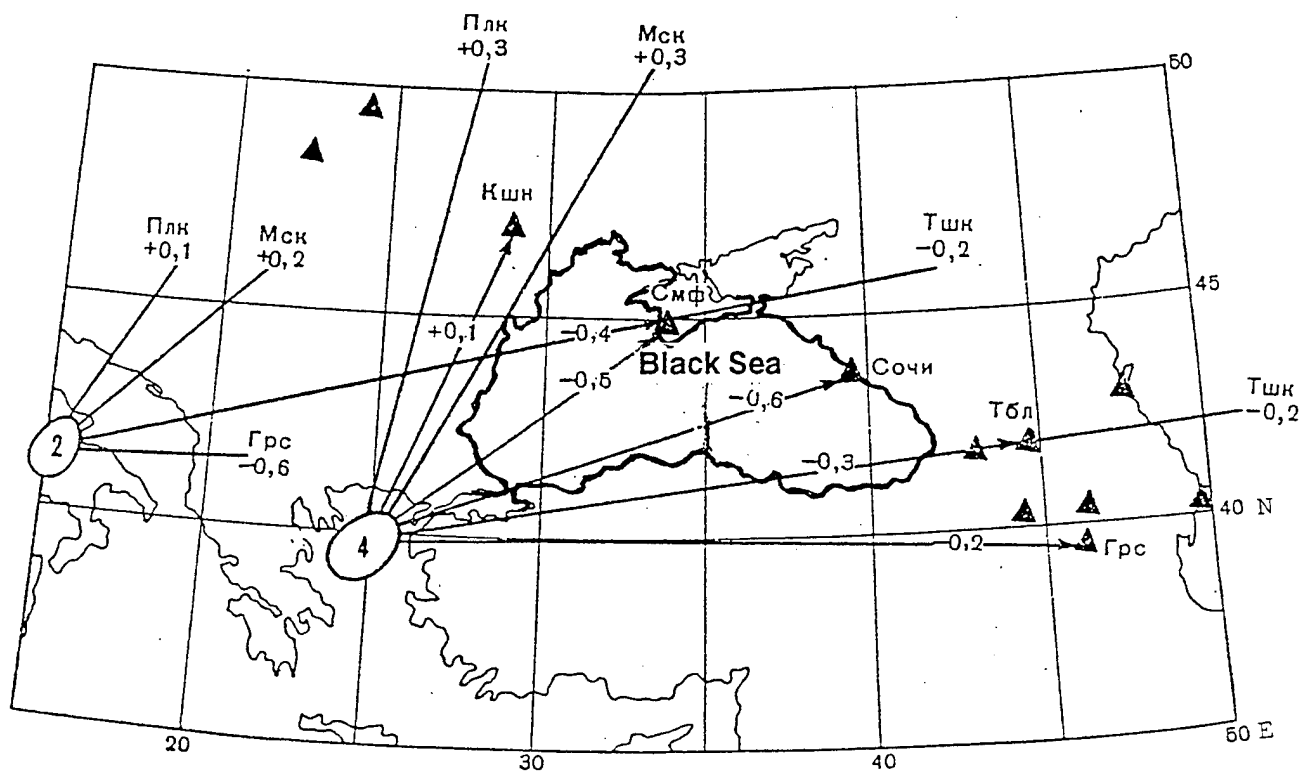 Плк
+0,3
Мск
+0,3
50
Кшн
Плк
+0,1
Мск
+0,2
Тшк
-0,2
45
Смф
+0,1
-0,4
Black Sea
-0,5
Сочи
-0,6
Тбл
Тшк
-0,2
2
Грс
-0,6
-0,3
40 N
4
0,2
Грс
20
30
40
50 E